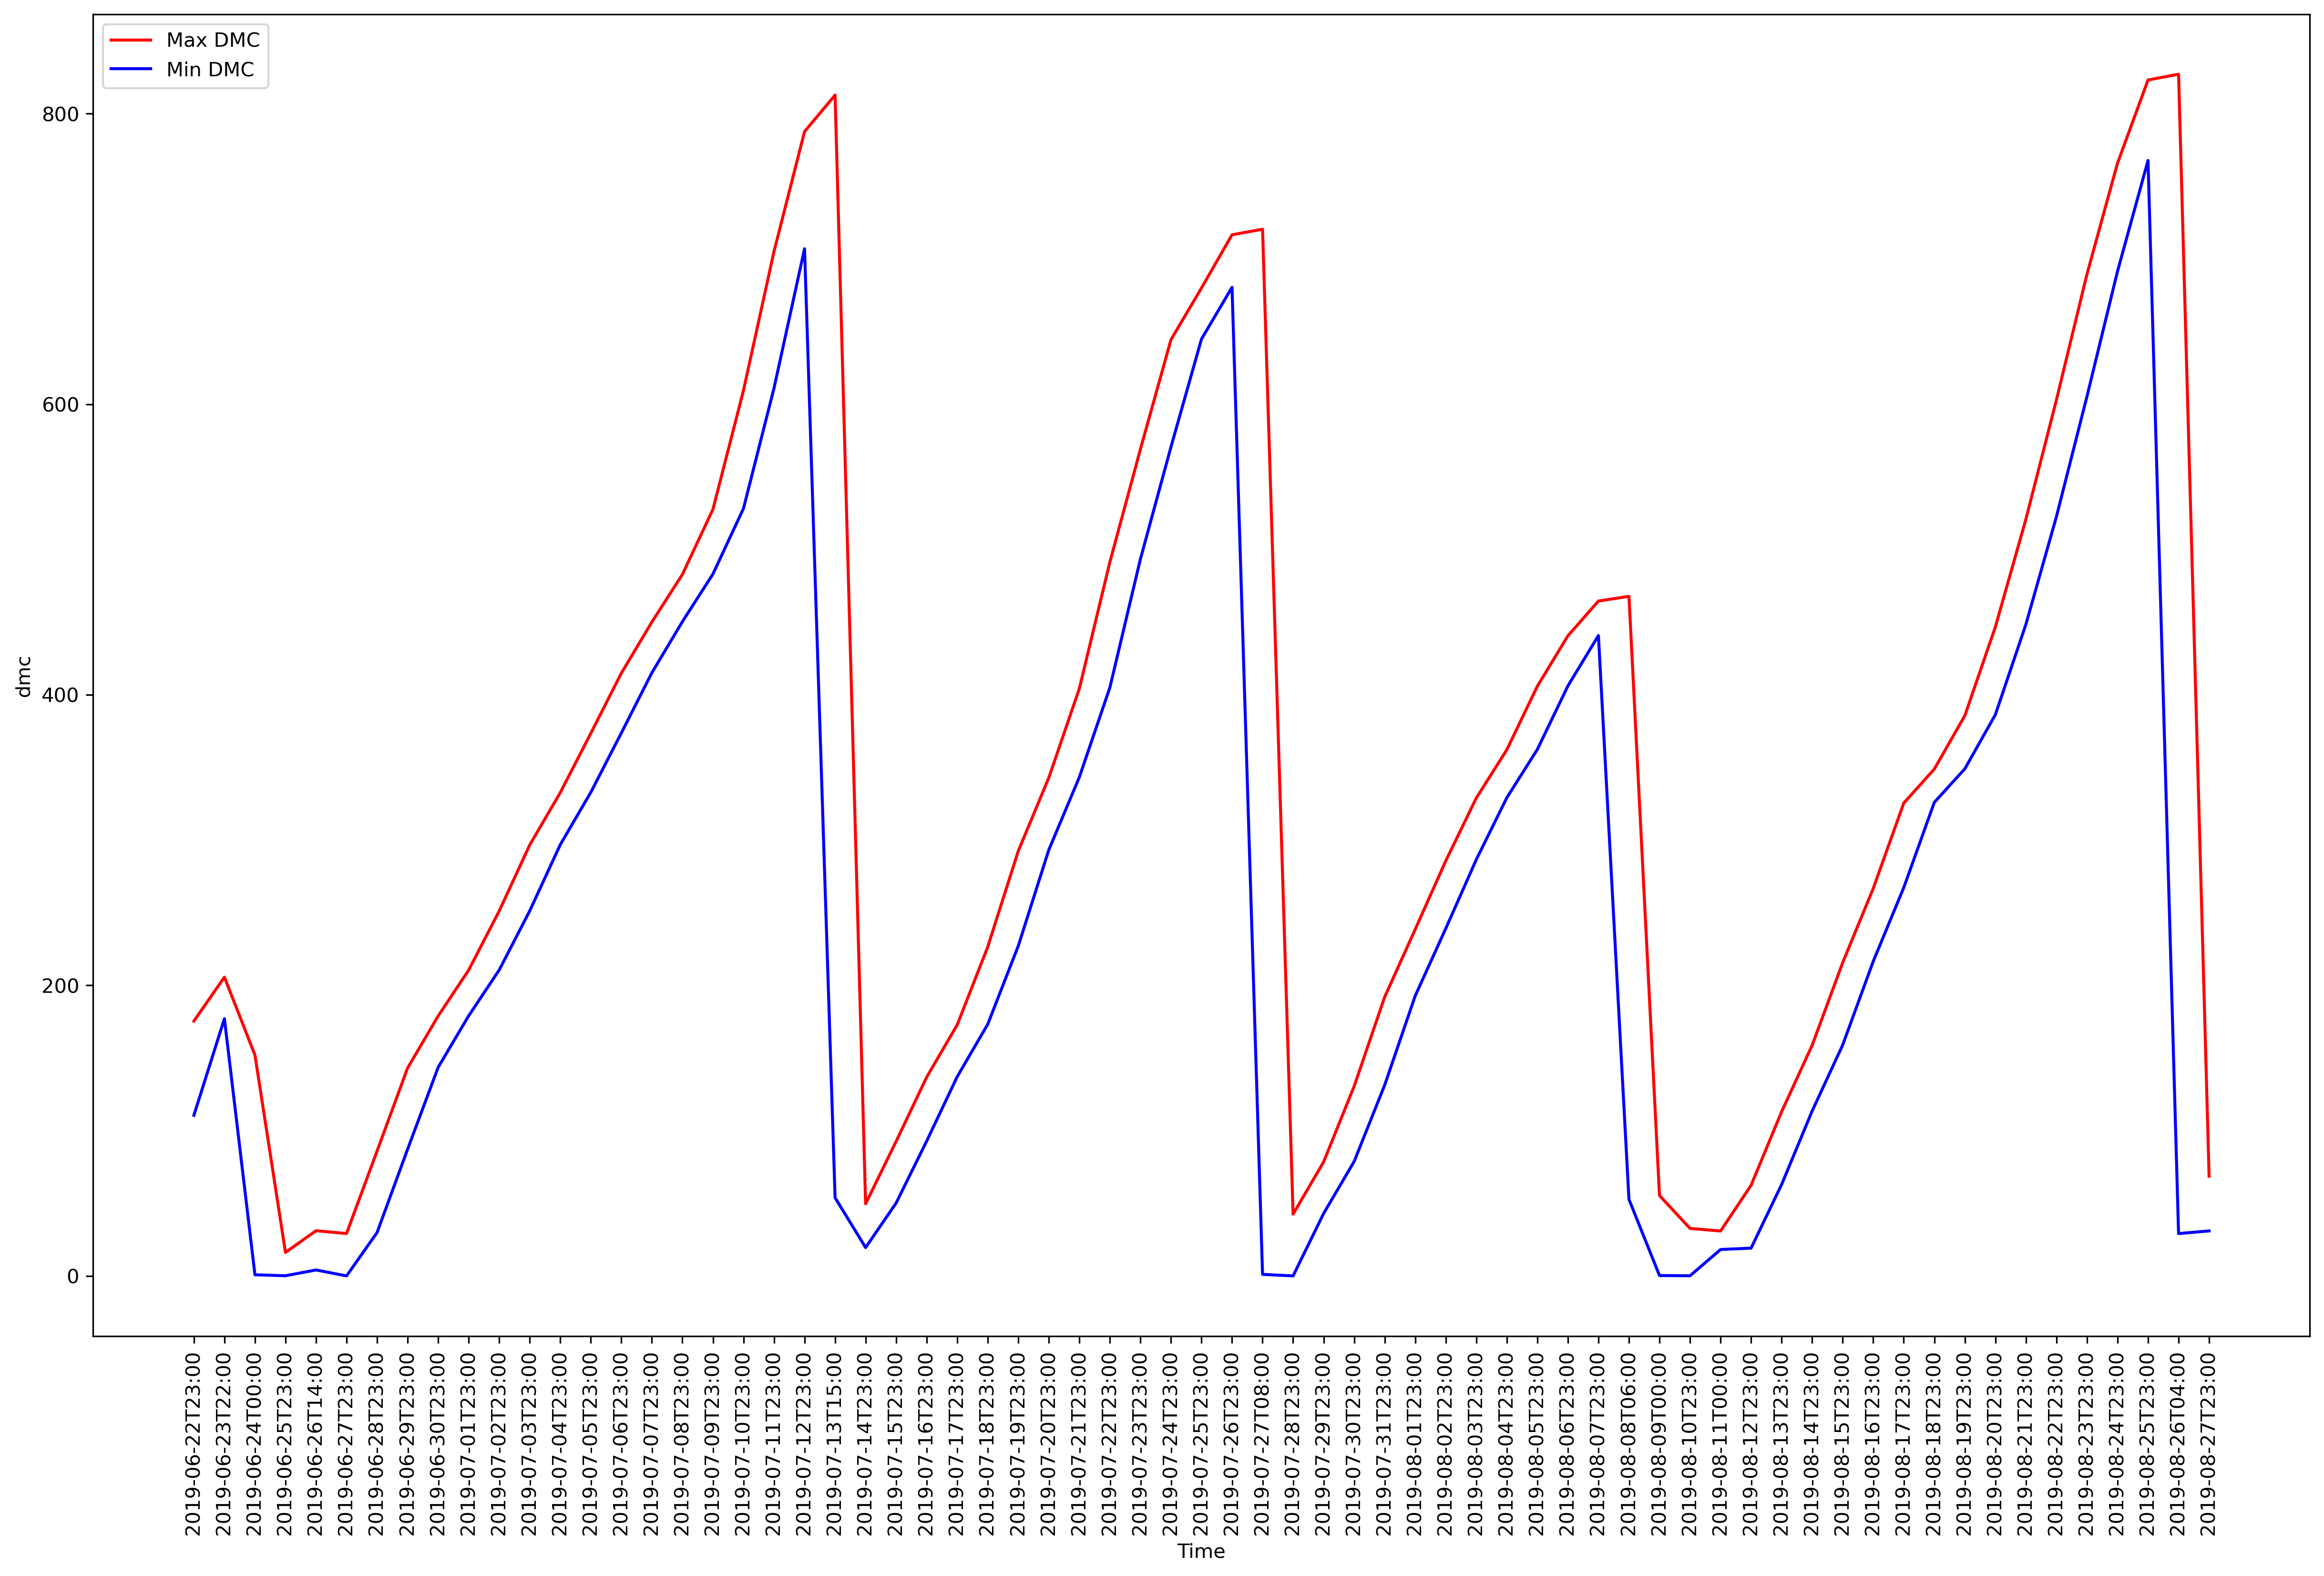 Max DMC
Min DMC
800
600
400
200
0
dmc
2019-06-22T23:00
2019-06-23T22:00
2019-06-24T00:00
2019-06-25T23:00
2019-06-26T14:00
2019-06-27T23:00
2019-06-28T23:00
2019-06-29T23:00
2019-06-30T23:00
2019-07-01T23:00
2019-07-02T23:00
2019-07-03T23:00
2019-07-04T23:00
2019-07-05T23:00
2019-07-06T23:00
2019-07-07T23:00
2019-07-08T23:00
2019-07-09T23:00
2019-07-10T23:00
2019-07-11T23:00
2019-07-12T23:00
2019-07-13T15:00
2019-07-14T23:00
2019-07-15T23:00
2019-07-16T23:00
2019-07-17T23:00
2019-07-18T23:00
2019-07-19T23:00
2019-07-20T23:00
2019-07-21T23:00
2019-07-22T23:00
2019-07-23T23:00
2019-07-24T23:00
2019-07-25T23:00
2019-07-26T23:00
2019-07-27T08:00
2019-07-28T23:00
2019-07-29T23:00
2019-07-30T23:00
2019-07-31T23:00
2019-08-01T23:00
2019-08-02T23:00
2019-08-03T23:00
2019-08-04T23:00
2019-08-05T23:00
2019-08-06T23:00
2019-08-07T23:00
2019-08-08T06:00
2019-08-09T00:00
2019-08-10T23:00
2019-08-11T00:00
2019-08-12T23:00
2019-08-13T23:00
2019-08-14T23:00
2019-08-15T23:00
2019-08-16T23:00
2019-08-17T23:00
2019-08-18T23:00
2019-08-19T23:00
2019-08-20T23:00
2019-08-21T23:00
2019-08-22T23:00
2019-08-23T23:00
2019-08-24T23:00
2019-08-25T23:00
2019-08-26T04:00
2019-08-27T23:00
Time